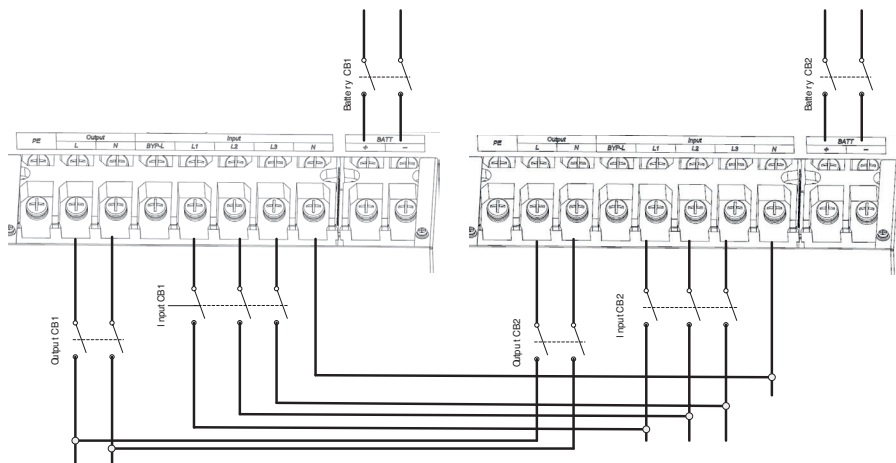 Battery CB1
Battery CB2
PE Output Input BATT
L N BYP-L L1 L2 L3 N + −
PE Output Input BATT
L N BYP-L L1 L2 L3 N + −
Output CB1
Input CB1
Output CB2
Input CB2